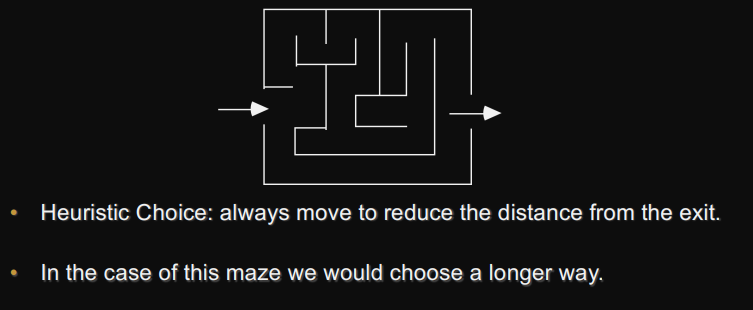 • Heuristic Choice: always move to reduce the distance from the exit.
• In the case of this maze we would choose a longer way.